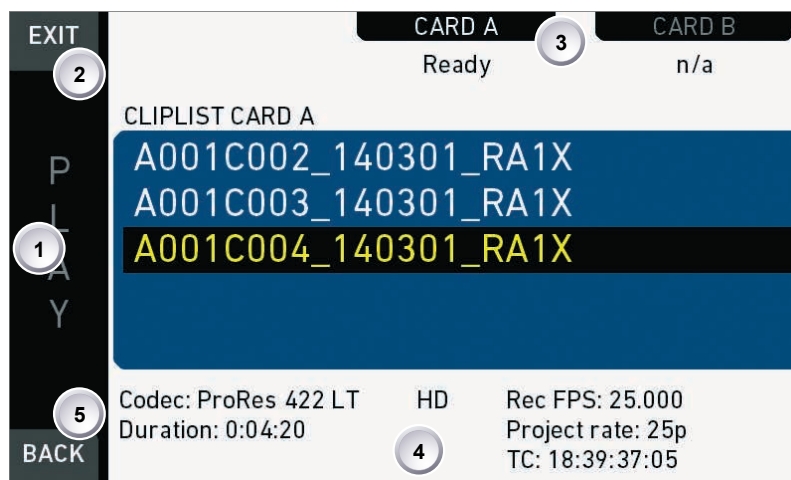 EXIT
CARD A
3
CARD B
2
Ready
n/a
CLIPLIST CARD A
A001C002_140301_RA1X
A001C003_140301_RA1X
A001C004_140301_RA1X
PLAY
1
Codec: ProRes 422 LT
HD
Rec FPS: 25.000
5
Duration: 0:04:20
4
Project rate: 25p
BACK
TC: 18:39:37:05